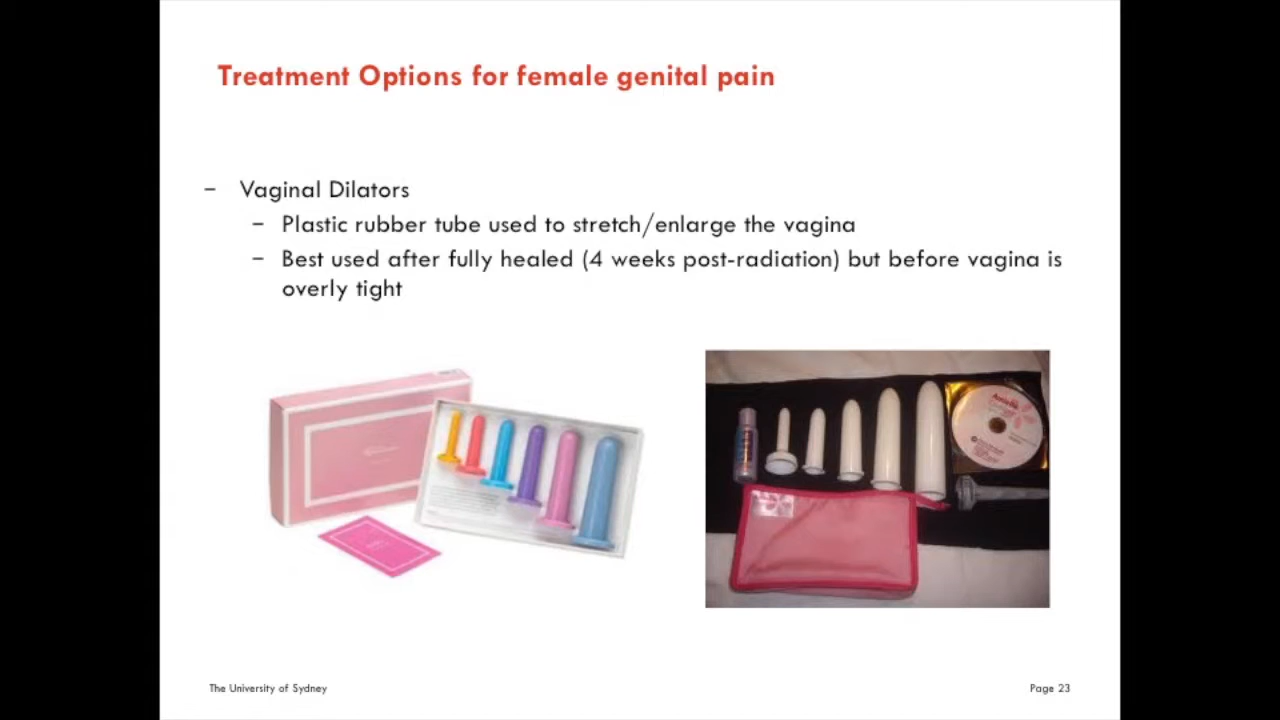 Treatment Options for female genital pain
– Vaginal Dilators
– Plastic rubber tube used to stretch/enlarge the vagina
– Best used after fully healed (4 weeks post-radiation) but before vagina is
overly tight
The University of Sydney
Page 23